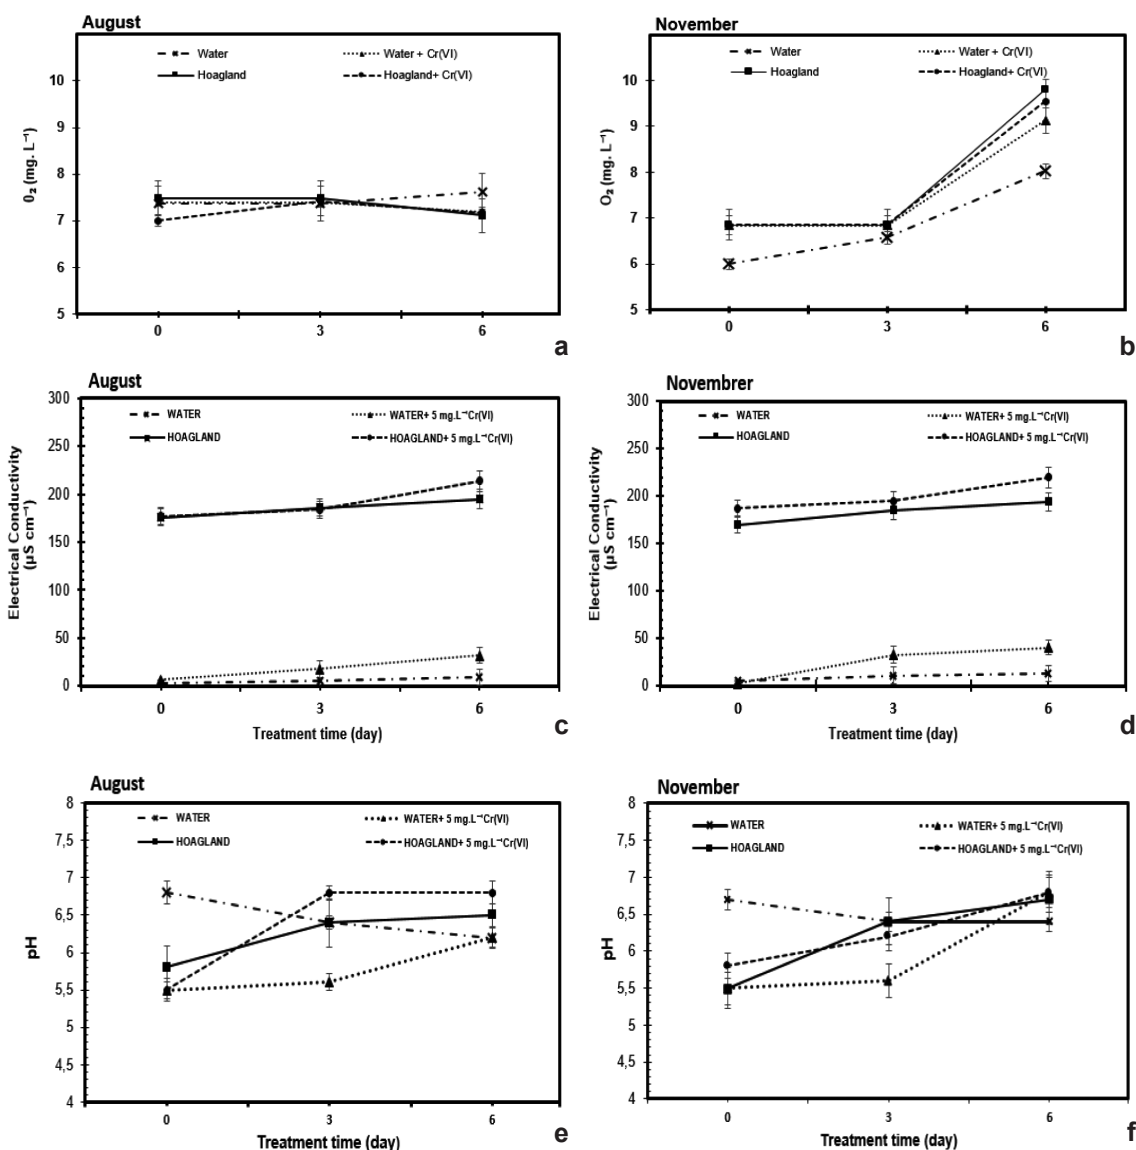 August
Water
Water + Cr(VI)
Hoagland
Hoagland+ Cr(VI)
10
9
8
7
6
5
0₂ (mg. L⁻¹)
0
3
6
a
November
Water
Water + Cr(VI)
Hoagland
Hoagland+ Cr(VI)
10
9
8
7
6
5
O₂ (mg. L⁻¹)
0
3
6
b
August
WATER
WATER+ 5 mg.L⁻¹Cr(VI)
HOAGLAND
HOAGLAND+ 5 mg.L⁻¹Cr(VI)
300
250
200
150
100
50
0
Electrical Conductivity
(µS cm⁻¹)
0
3
6
Treatment time (day)
c
Novembrer
WATER
WATER+ 5 mg.L⁻¹Cr(VI)
HOAGLAND
HOAGLAND+ 5 mg.L⁻¹Cr(VI)
300
250
200
150
100
50
0
Electrical Conductivity
(µS cm⁻¹)
0
3
6
Treatment time (day)
d
August
WATER
WATER+ 5 mg.L⁻¹Cr(VI)
HOAGLAND
HOAGLAND+ 5 mg.L⁻¹Cr(VI)
8
7,5
7
6,5
6
5,5
5
4,5
4
pH
0
3
6
Treatment time (day)
e
November
WATER
WATER+ 5 mg.L⁻¹Cr(VI)
HOAGLAND
HOAGLAND+ 5 mg.L⁻¹Cr(VI)
8
7,5
7
6,5
6
5,5
5
4,5
4
pH
0
3
6
Treatment time (day)
f